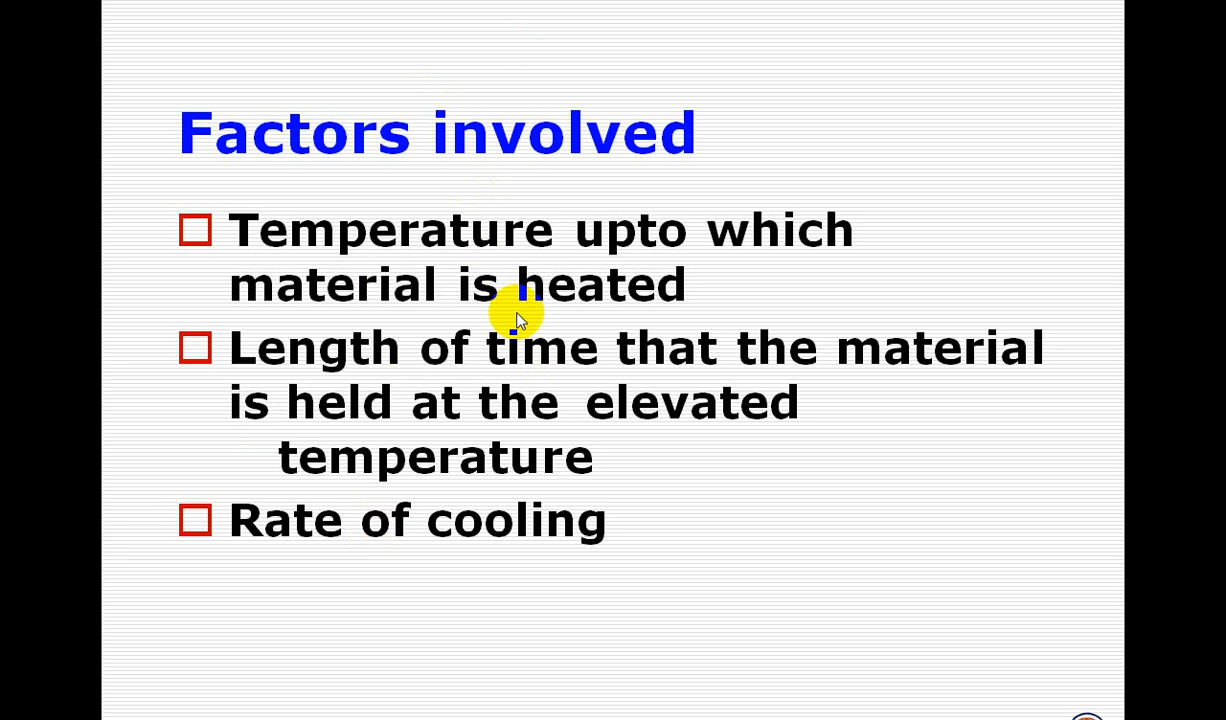 Factors involved
Temperature upto which
material is heated
Length of time that the material
is held at the elevated
temperature
Rate of cooling